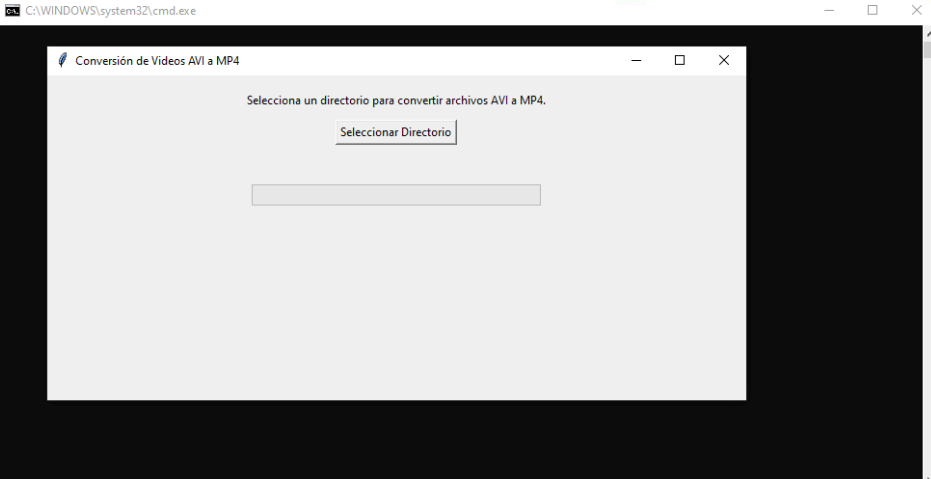 C:\WINDOWS\system32\cmd.exe
Conversión de Videos AVI a MP4
Selecciona un directorio para convertir archivos AVI a MP4.
Seleccionar Directorio